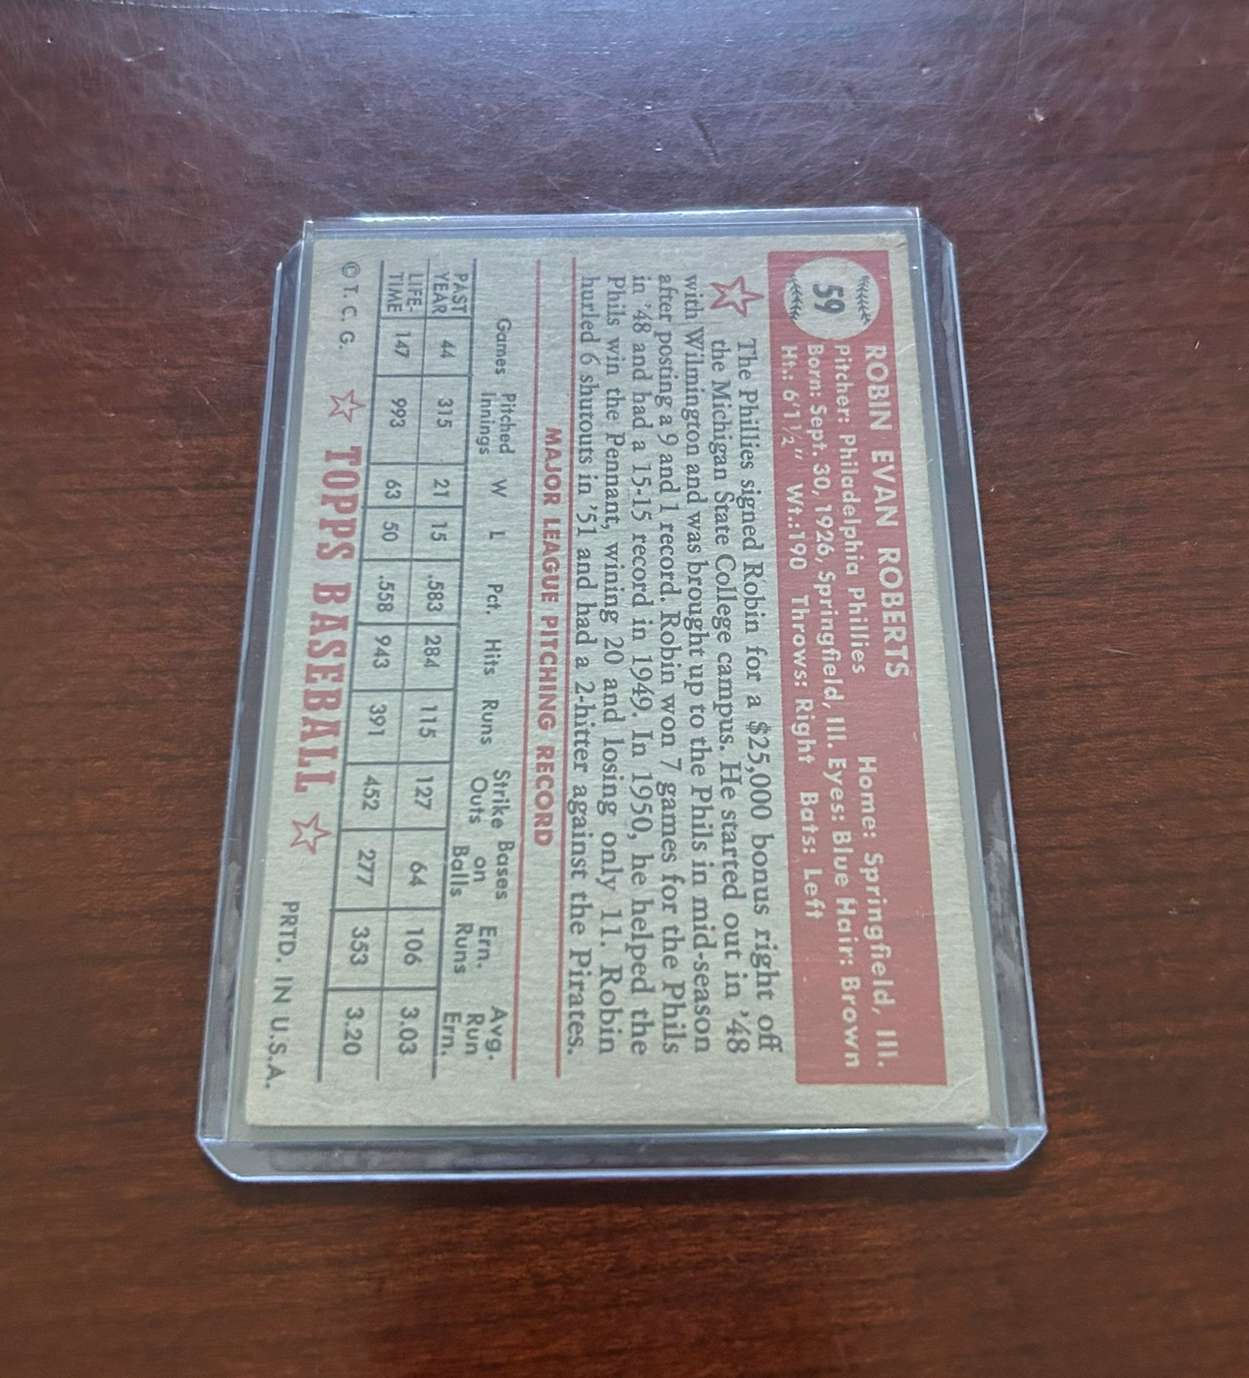 59
ROBIN EVAN ROBERTS Home: Springfield, Ill.
Pitcher: Philadelphia Phillies
Born: Sept. 30, 1926, Springfield, Ill. Eyes: Blue Hair: Brown
Ht.: 6'1½" Wt.:190 Throws: Right Bats: Left
The Phillies signed Robin for a $25,000 bonus right off
the Michigan State College campus. He started out in '48
with Wilmington and was brought up to the Phils in mid-season
after posting a 9 and 1 record. Robin won 7 games for the Phils
in '48 and had a 15-15 record in 1949. In 1950, he helped the
Phils win the Pennant, wining 20 and losing only 11. Robin
hurled 6 shutouts in '51 and had a 2-hitter against the Pirates.
MAJOR LEAGUE PITCHING RECORD
Games Pitched Innings W L Pct. Hits Runs Strike Outs Bases on Balls Ern. Runs Avg. Run Ern.
PAST YEAR 44 315 21 15 .583 284 115 127 64 106 3.03
LIFE-TIME 147 993 63 50 .558 943 391 452 277 353 3.20
© T. C. G. TOPPS BASEBALL PRTD. IN U.S.A.